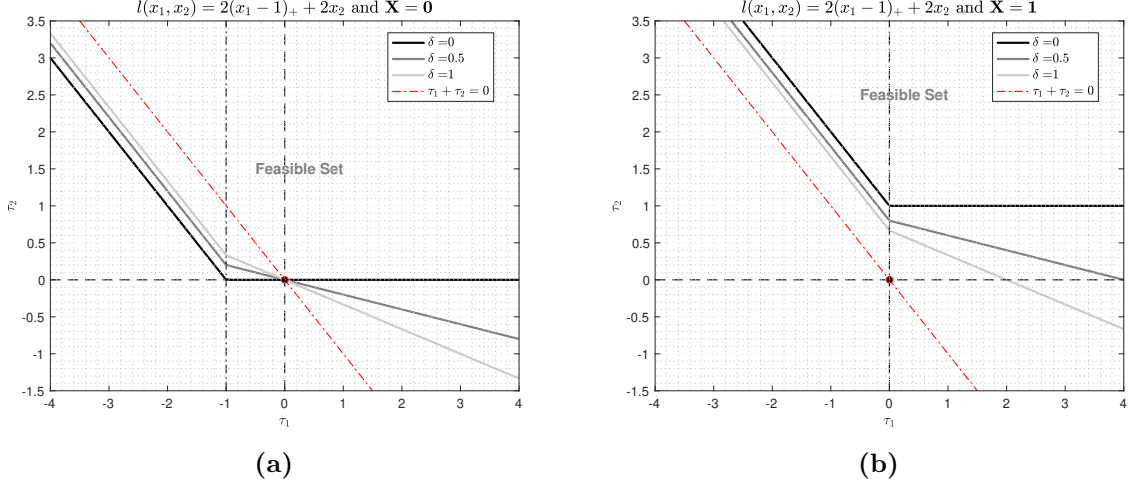 l(x₁, x₂) = 2(x₁ − 1)₊ + 2x₂ and X = 0
3.5
3
2.5
2
1.5
1
0.5
0
-0.5
-1
-1.5
τ₂
δ =0
δ =0.5
δ =1
τ₁ + τ₂ = 0
Feasible Set
-4
-3
-2
-1
0
1
2
3
4
τ₁
(a)
l(x₁, x₂) = 2(x₁ − 1)₊ + 2x₂ and X = 1
3.5
3
2.5
2
1.5
1
0.5
0
-0.5
-1
-1.5
τ₂
δ =0
δ =0.5
δ =1
τ₁ + τ₂ = 0
Feasible Set
-4
-3
-2
-1
0
1
2
3
4
τ₁
(b)